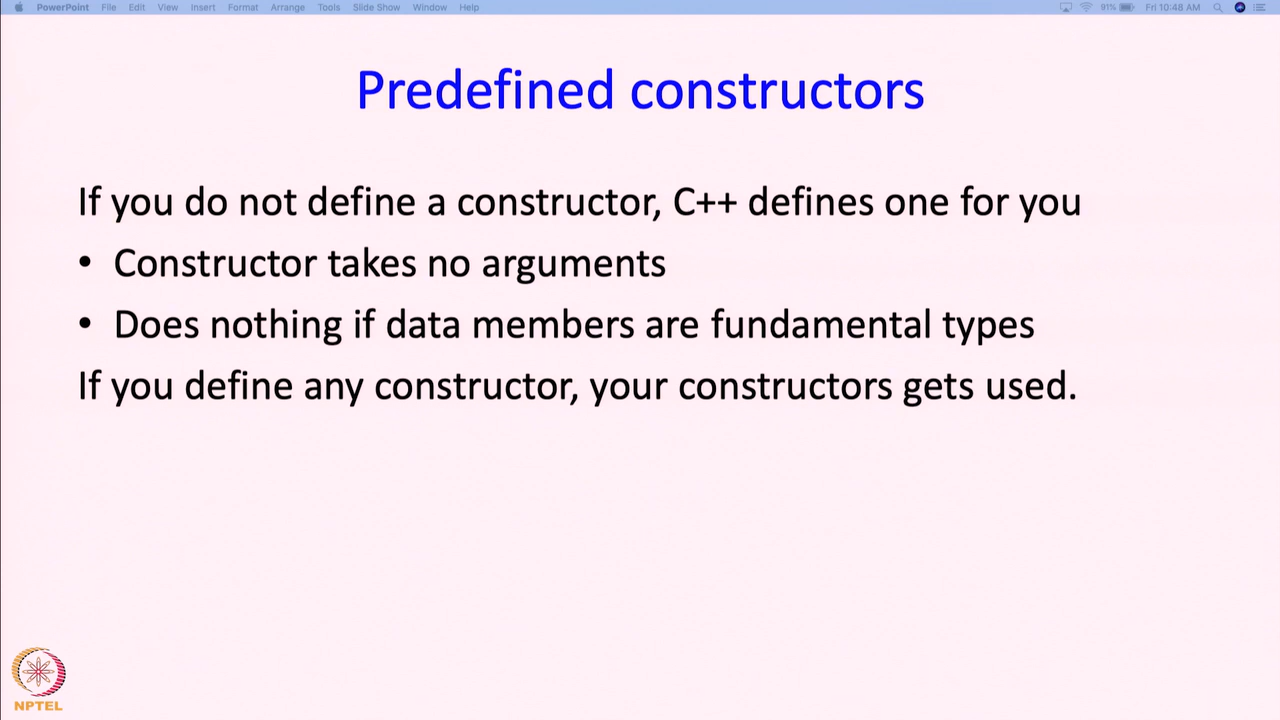 PowerPoint File Edit View Insert Format Arrange Tools Slide Show Window Help 91% Fri 10:48 AM
Predefined constructors
If you do not define a constructor, C++ defines one for you
• Constructor takes no arguments
• Does nothing if data members are fundamental types
If you define any constructor, your constructors gets used.
NPTEL